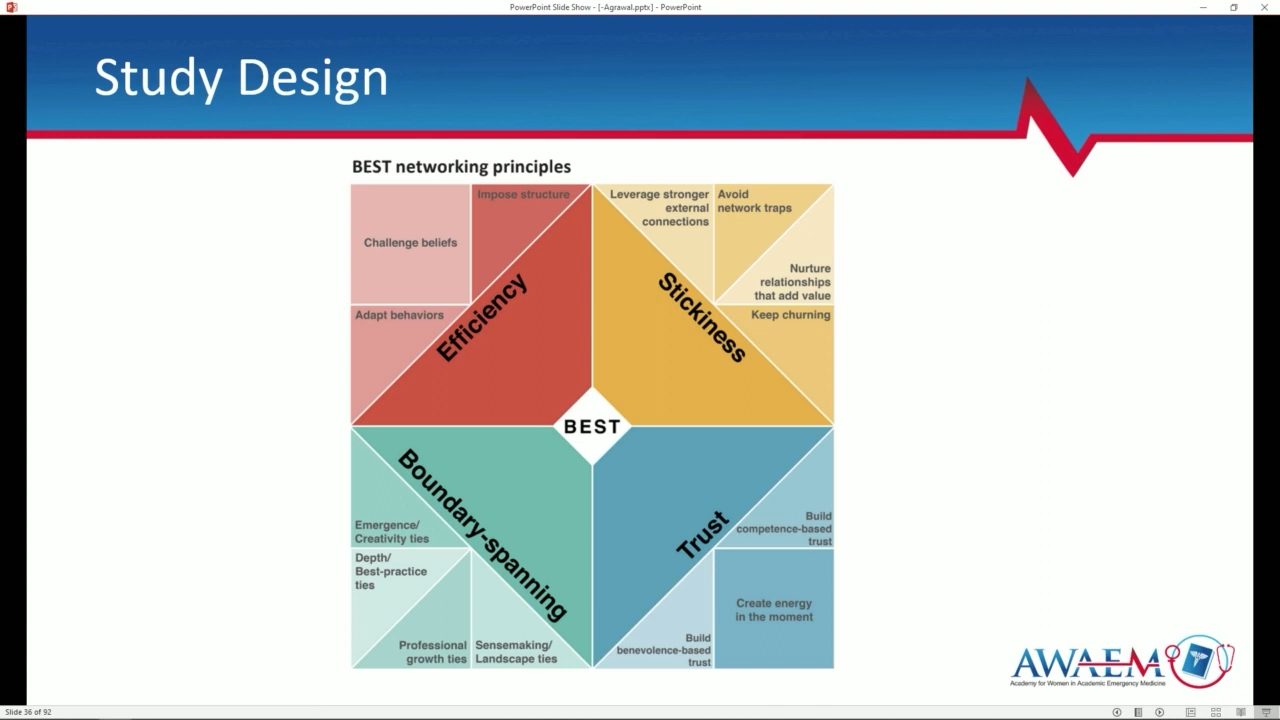 PowerPoint Slide Show - [-Agrawal.pptx] - PowerPoint
Study Design
BEST networking principles
Challenge beliefs
Impose structure
Adapt behaviors
Efficiency
Leverage stronger
external
connections
Avoid
network traps
Nurture
relationships
that add value
Keep churning
Stickiness
BEST
Boundary-spanning
Emergence/
Creativity ties
Depth/
Best-practice
ties
Professional
growth ties
Sensemaking/
Landscape ties
Trust
Build
competence-based
trust
Create energy
in the moment
Build
benevolence-based
trust
AWAEM
Academy for Women in Academic Emergency Medicine
Slide 36 of 92